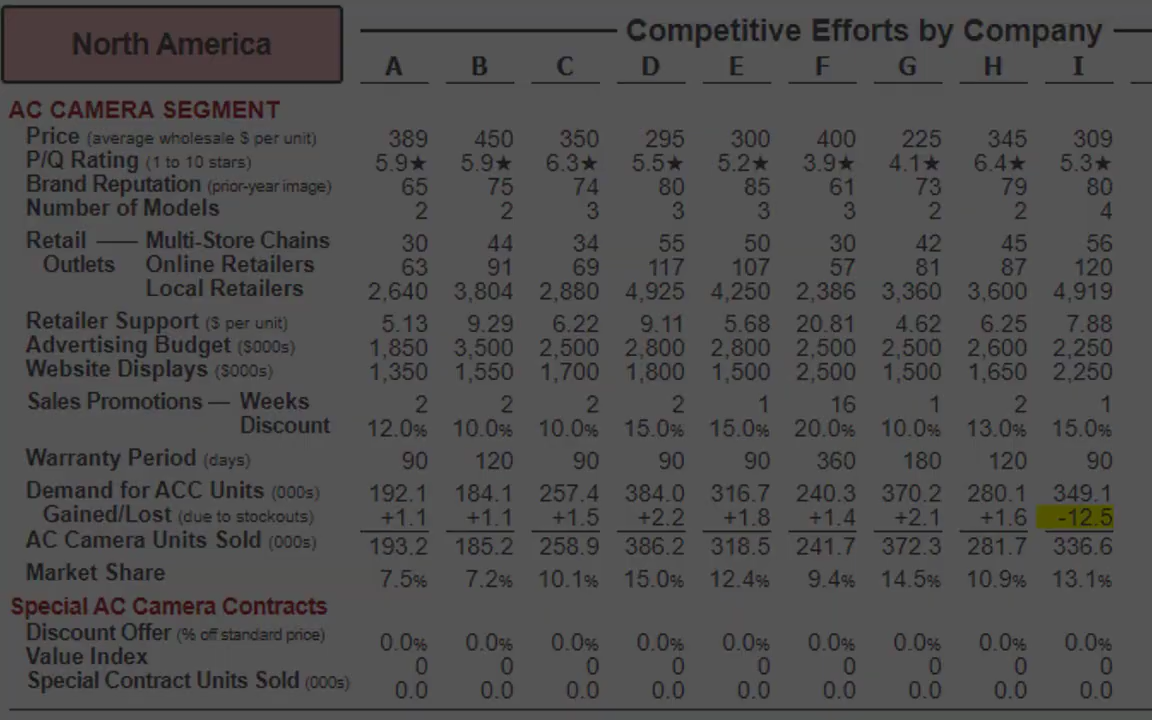 North America
Competitive Efforts by Company
A B C D E F G H I
AC CAMERA SEGMENT
Price (average wholesale $ per unit) 389 450 350 295 300 400 225 345 309
P/Q Rating (1 to 10 stars) 5.9★ 5.9★ 6.3★ 5.5★ 5.2★ 3.9★ 4.1★ 6.4★ 5.3★
Brand Reputation (prior-year image) 65 75 74 80 85 61 73 79 80
Number of Models 2 2 3 3 3 3 2 2 4
Retail — Multi-Store Chains 30 44 34 55 50 30 42 45 56
Outlets Online Retailers 63 91 69 117 107 57 81 87 120
Local Retailers 2,640 3,804 2,880 4,925 4,250 2,386 3,360 3,600 4,919
Retailer Support ($ per unit) 5.13 9.29 6.22 9.11 5.68 20.81 4.62 6.25 7.88
Advertising Budget ($000s) 1,850 3,500 2,500 2,800 2,800 2,500 2,500 2,600 2,250
Website Displays ($000s) 1,350 1,550 1,700 1,800 1,500 2,500 1,500 1,650 2,250
Sales Promotions — Weeks 2 2 2 2 1 16 1 2 1
Discount 12.0% 10.0% 10.0% 15.0% 15.0% 20.0% 10.0% 13.0% 15.0%
Warranty Period (days) 90 120 90 90 90 360 180 120 90
Demand for ACC Units (000s) 192.1 184.1 257.4 384.0 316.7 240.3 370.2 280.1 349.1
Gained/Lost (due to stockouts) +1.1 +1.1 +1.5 +2.2 +1.8 +1.4 +2.1 +1.6 -12.5
AC Camera Units Sold (000s) 193.2 185.2 258.9 386.2 318.5 241.7 372.3 281.7 336.6
Market Share 7.5% 7.2% 10.1% 15.0% 12.4% 9.4% 14.5% 10.9% 13.1%
Special AC Camera Contracts
Discount Offer (% off standard price) 0.0% 0.0% 0.0% 0.0% 0.0% 0.0% 0.0% 0.0% 0.0%
Value Index 0 0 0 0 0 0 0 0 0
Special Contract Units Sold (000s) 0.0 0.0 0.0 0.0 0.0 0.0 0.0 0.0 0.0